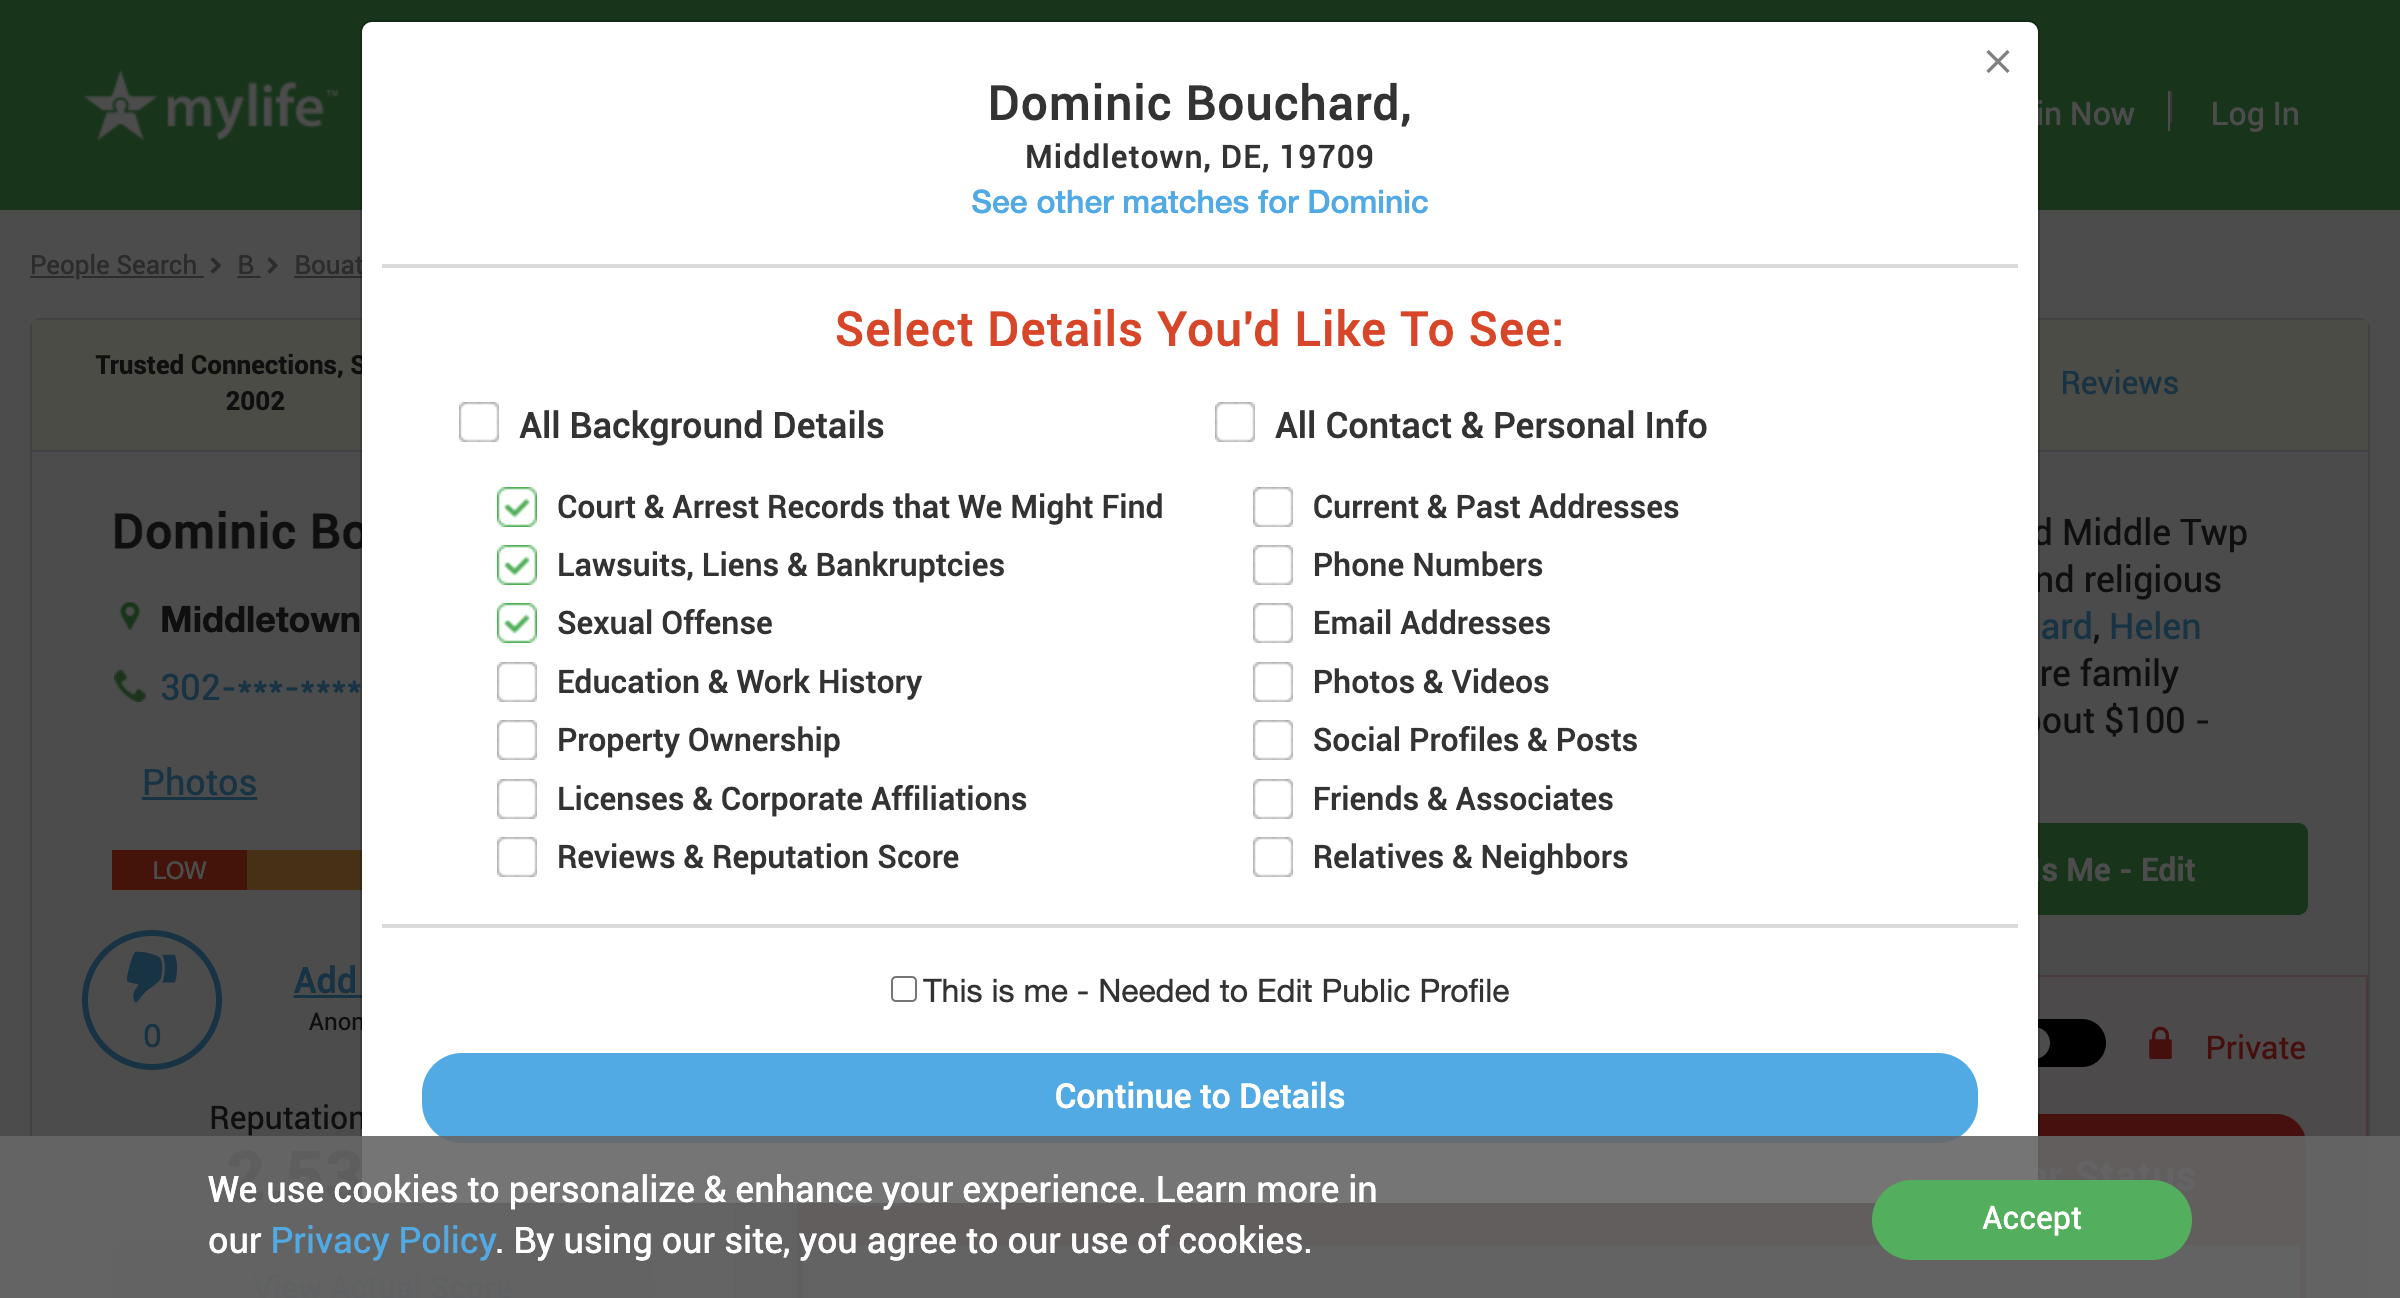 mylife™
in Now | Log In
People Search > B > Bouat
Trusted Connections, S
2002
Reviews
Dominic Bo
Middletown
302-***-****
Photos
LOW
0
Add
Anon
Reputation
2.53
d Middle Twp
nd religious
ard, Helen
re family
out $100 -
s Me - Edit
Private
r Status
Dominic Bouchard,
Middletown, DE, 19709
See other matches for Dominic
Select Details You'd Like To See:
All Background Details
Court & Arrest Records that We Might Find
Lawsuits, Liens & Bankruptcies
Sexual Offense
Education & Work History
Property Ownership
Licenses & Corporate Affiliations
Reviews & Reputation Score
All Contact & Personal Info
Current & Past Addresses
Phone Numbers
Email Addresses
Photos & Videos
Social Profiles & Posts
Friends & Associates
Relatives & Neighbors
This is me - Needed to Edit Public Profile
Continue to Details
We use cookies to personalize & enhance your experience. Learn more in
our Privacy Policy. By using our site, you agree to our use of cookies.
Accept
View Actual Score